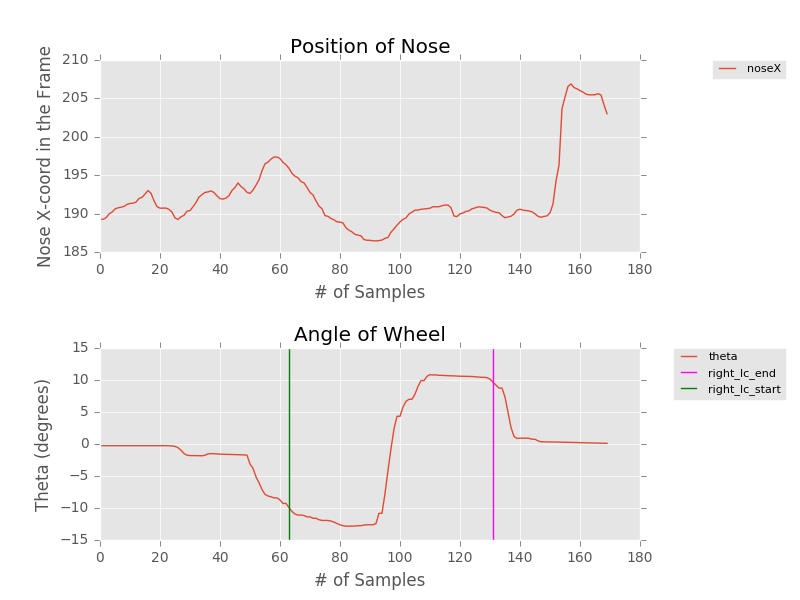 Position of Nose
noseX
Nose X-coord in the Frame
210
205
200
195
190
185
0 20 40 60 80 100 120 140 160 180
# of Samples
Angle of Wheel
theta
right_lc_end
right_lc_start
Theta (degrees)
15
10
5
0
−5
−10
−15
0 20 40 60 80 100 120 140 160 180
# of Samples